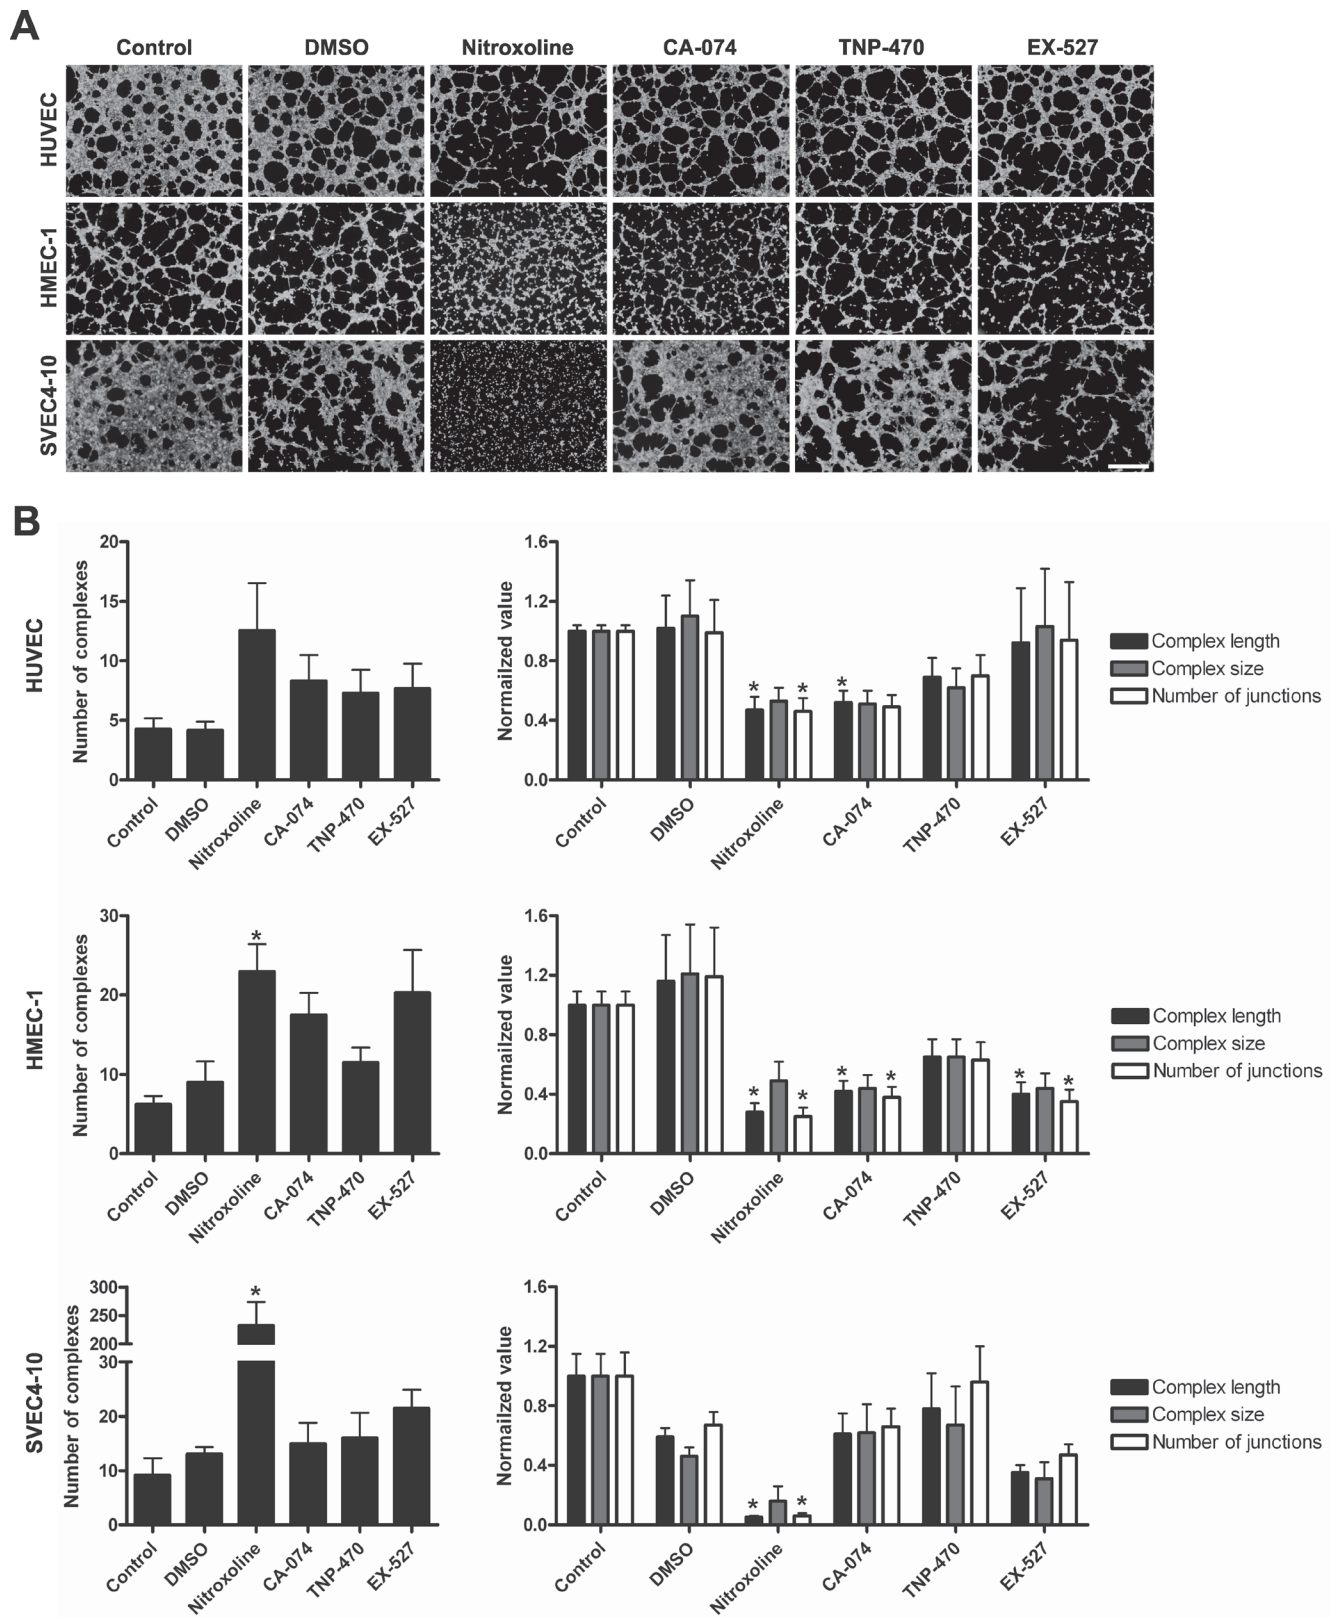 A
Control DMSO Nitroxoline CA-074 TNP-470 EX-527
HUVEC
HMEC-1
SVEC4-10
B
HUVEC
Number of complexes
20
15
10
5
0
Control DMSO Nitroxoline CA-074 TNP-470 EX-527
Normailzed value
1.6
1.2
0.8
0.4
0.0
* * *
Control DMSO Nitroxoline CA-074 TNP-470 EX-527
Complex length
Complex size
Number of junctions
HMEC-1
Number of complexes
30
20
10
0
*
Control DMSO Nitroxoline CA-074 TNP-470 EX-527
Normailzed value
1.6
1.2
0.8
0.4
0.0
* * * * * *
Control DMSO Nitroxoline CA-074 TNP-470 EX-527
Complex length
Complex size
Number of junctions
SVEC4-10
Number of complexes
300
250
200
30
20
10
0
*
Control DMSO Nitroxoline CA-074 TNP-470 EX-527
Normailzed value
1.6
1.2
0.8
0.4
0.0
* *
Control DMSO Nitroxoline CA-074 TNP-470 EX-527
Complex length
Complex size
Number of junctions